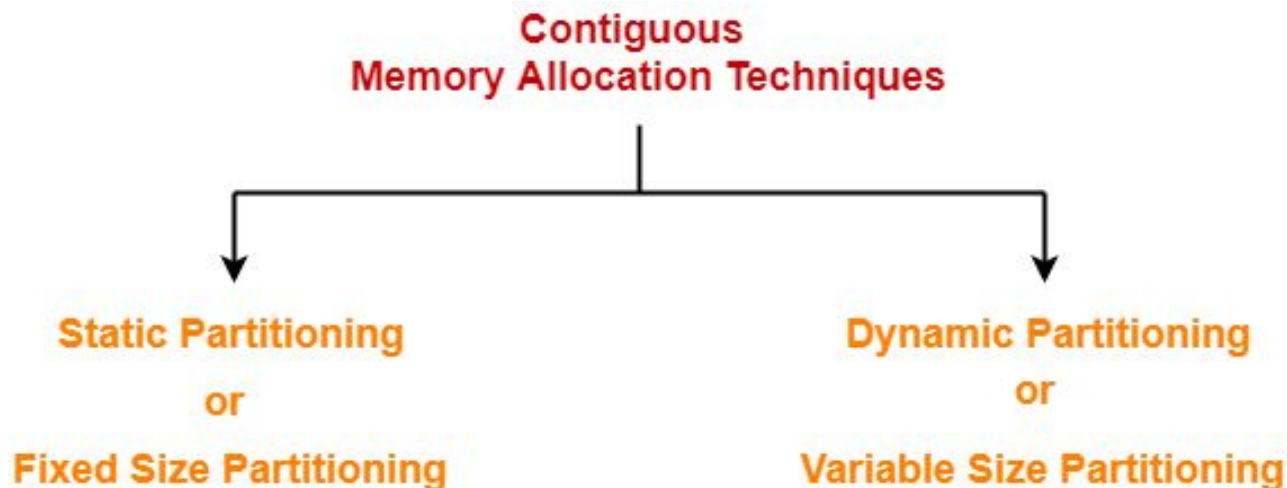 Contiguous
Memory Allocation Techniques
Static Partitioning
or
Fixed Size Partitioning
Dynamic Partitioning
or
Variable Size Partitioning